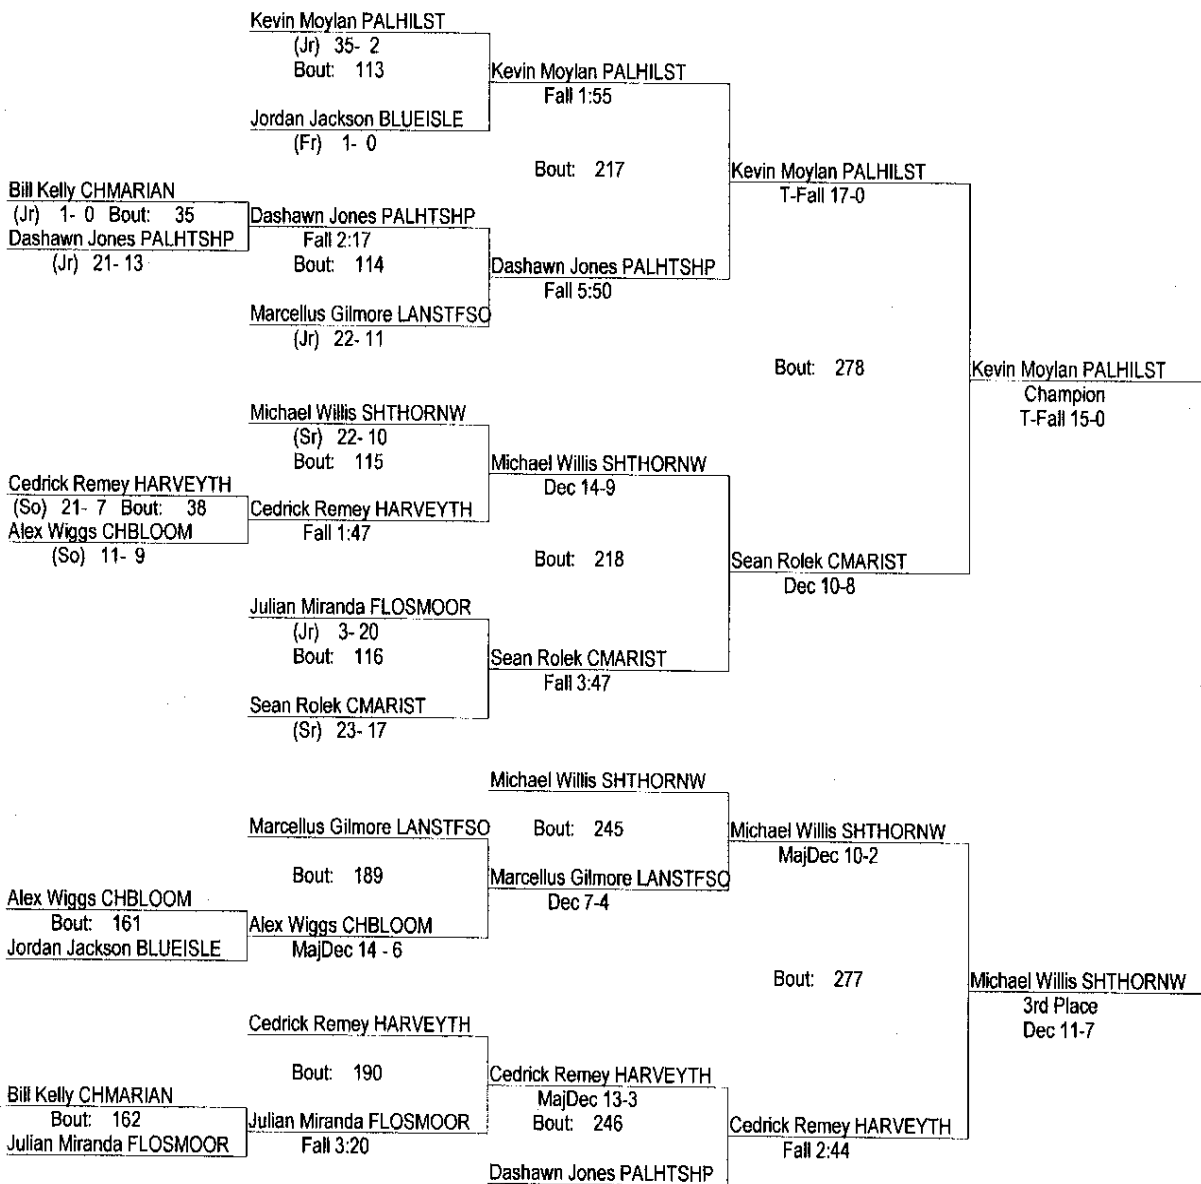 Kevin Moylan PALHILST
(Jr) 35- 2
Bout: 113
Kevin Moylan PALHILST
Fall 1:55
Jordan Jackson BLUEISLE
(Fr) 1- 0
Bout: 217
Kevin Moylan PALHILST
T-Fall 17-0
Bill Kelly CHMARIAN
(Jr) 1- 0 Bout: 35
Dashawn Jones PALHTSHP
(Jr) 21- 13
Dashawn Jones PALHTSHP
Fall 2:17
Bout: 114
Dashawn Jones PALHTSHP
Fall 5:50
Marcellus Gilmore LANSTFSO
(Jr) 22- 11
Bout: 278
Kevin Moylan PALHILST
Champion
T-Fall 15-0
Michael Willis SHTHORNW
(Sr) 22- 10
Bout: 115
Michael Willis SHTHORNW
Dec 14-9
Cedrick Remey HARVEYTH
(So) 21- 7 Bout: 38
Alex Wiggs CHBLOOM
(So) 11- 9
Cedrick Remey HARVEYTH
Fall 1:47
Bout: 218
Sean Rolek CMARIST
Dec 10-8
Julian Miranda FLOSMOOR
(Jr) 3- 20
Bout: 116
Sean Rolek CMARIST
Fall 3:47
Sean Rolek CMARIST
(Sr) 23- 17
Michael Willis SHTHORNW
Marcellus Gilmore LANSTFSO
Bout: 245
Michael Willis SHTHORNW
MajDec 10-2
Bout: 189
Marcellus Gilmore LANSTFSO
Dec 7-4
Alex Wiggs CHBLOOM
Bout: 161
Jordan Jackson BLUEISLE
Alex Wiggs CHBLOOM
MajDec 14 - 6
Bout: 277
Michael Willis SHTHORNW
3rd Place
Dec 11-7
Cedrick Remey HARVEYTH
Bout: 190
Cedrick Remey HARVEYTH
MajDec 13-3
Bout: 246
Bill Kelly CHMARIAN
Bout: 162
Julian Miranda FLOSMOOR
Julian Miranda FLOSMOOR
Fall 3:20
Cedrick Remey HARVEYTH
Fall 2:44
Dashawn Jones PALHTSHP